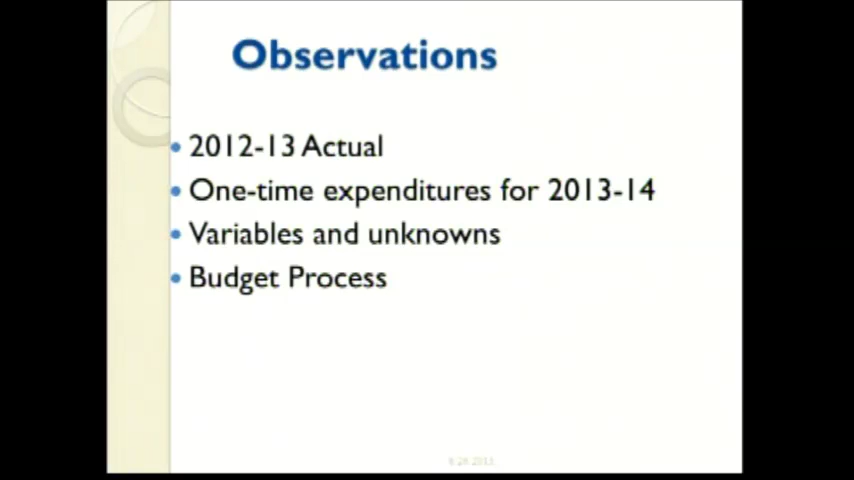 Observations
2012-13 Actual
One-time expenditures for 2013-14
Variables and unknowns
Budget Process